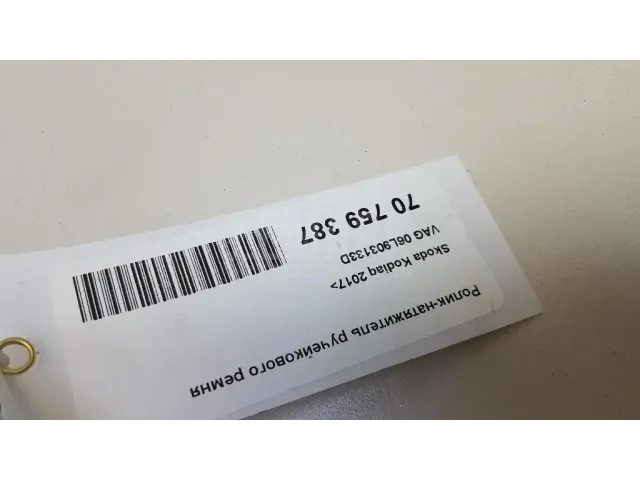 Ролик-натяжитель ручейкового ремня
Skoda Kodiaq 2017>
VAG 06L903133D
70 759 387